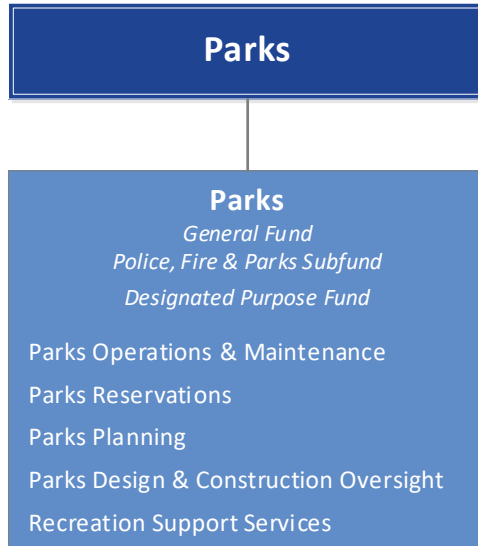 Parks
Parks
General Fund
Police, Fire & Parks Subfund
Designated Purpose Fund
Parks Operations & Maintenance
Parks Reservations
Parks Planning
Parks Design & Construction Oversight
Recreation Support Services